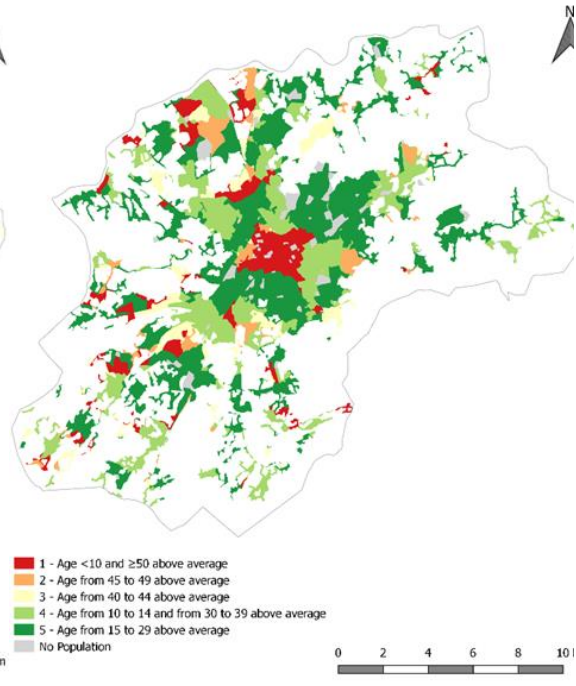 N
1 - Age <10 and ≥50 above average
2 - Age from 45 to 49 above average
3 - Age from 40 to 44 above average
4 - Age from 10 to 14 and from 30 to 39 above average
5 - Age from 15 to 29 above average
No Population
0 2 4 6 8 10